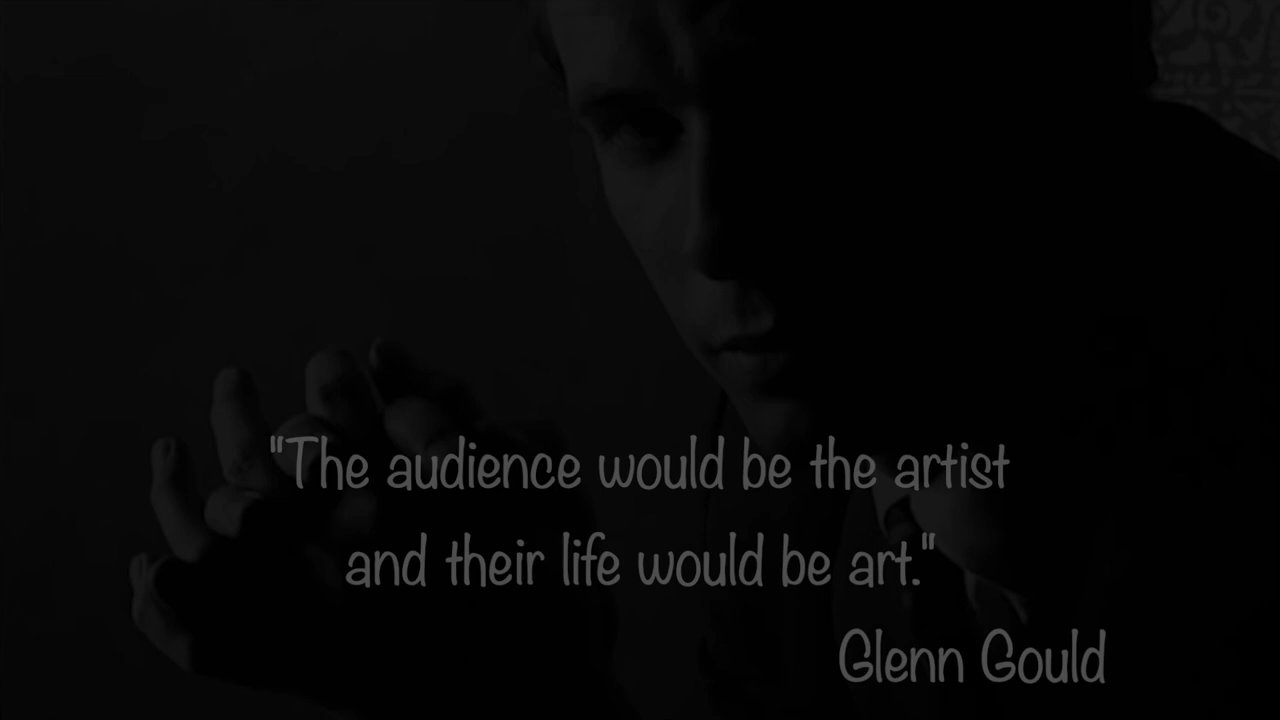 "The audience would be the artist
and their life would be art."
Glenn Gould